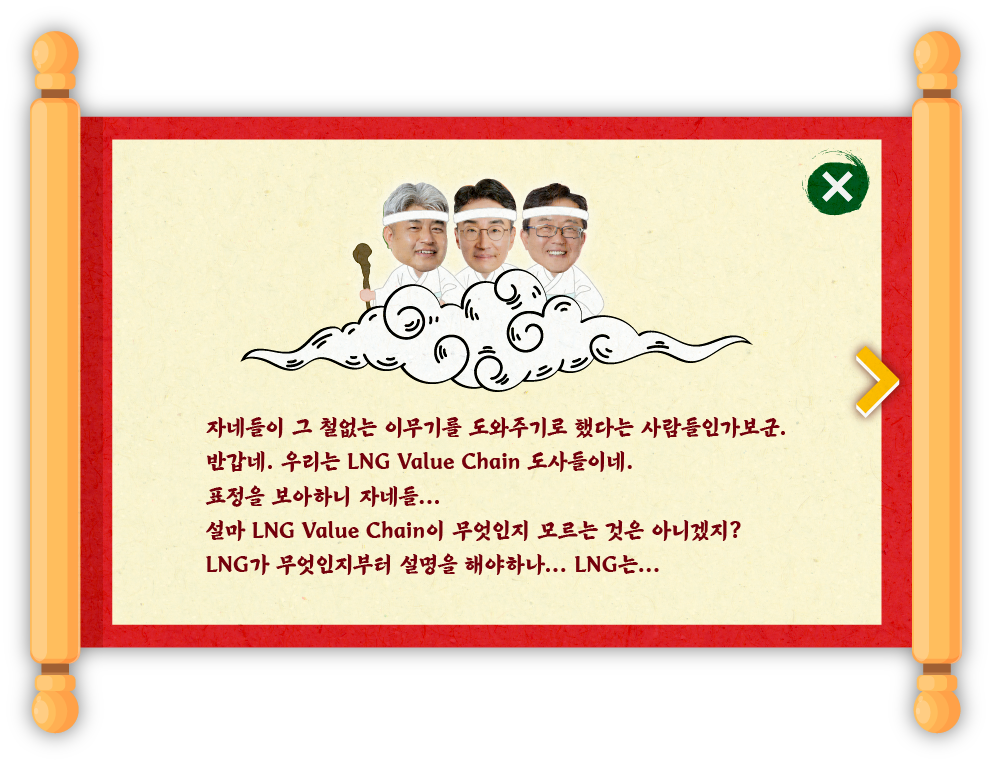 자네들이 그 철없는 이무기를 도와주기로 했다는 사람들인가보군.
반갑네. 우리는 LNG Value Chain 도사들이네.
표정을 보아하니 자네들...
설마 LNG Value Chain이 무엇인지 모르는 것은 아니겠지?
LNG가 무엇인지부터 설명을 해야하나... LNG는...